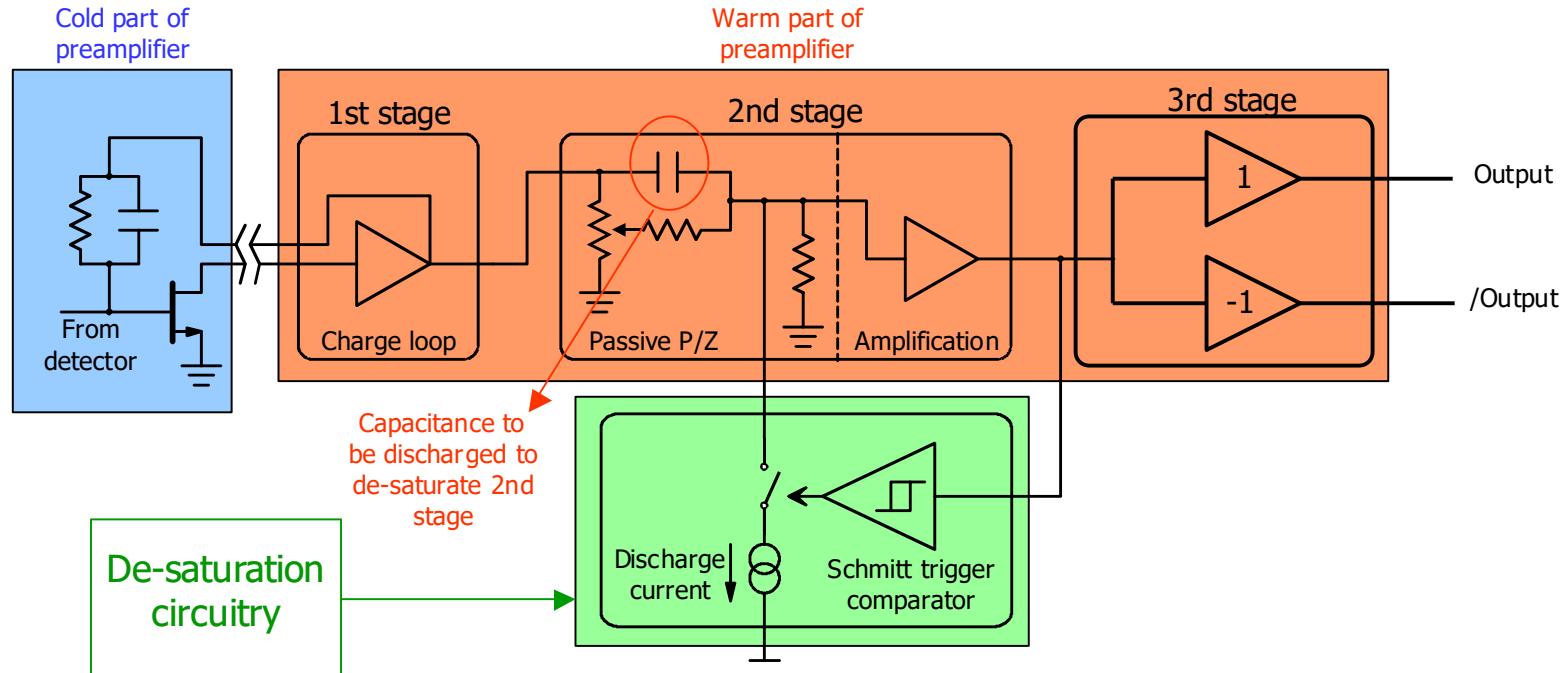 Cold part of
preamplifier
Warm part of
preamplifier
1st stage
2nd stage
3rd stage
1
Output
-1
/Output
From
detector
Charge loop
Passive P/Z
Amplification
Capacitance to
be discharged to
de-saturate 2nd
stage
De-saturation
circuitry
Discharge
current
Schmitt trigger
comparator